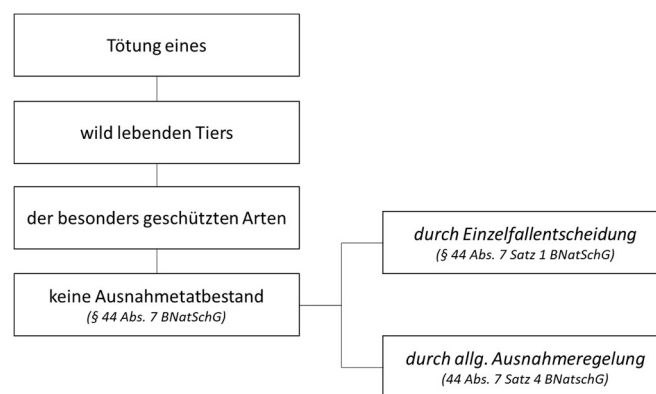 Tötung eines
wild lebenden Tiers
der besonders geschützten Arten
keine Ausnahmetatbestand
(§ 44 Abs. 7 BNatSchG)
durch Einzelfallentscheidung
(§ 44 Abs. 7 Satz 1 BNatSchG)
durch allg. Ausnahmeregelung
(44 Abs. 7 Satz 4 BNatschG)